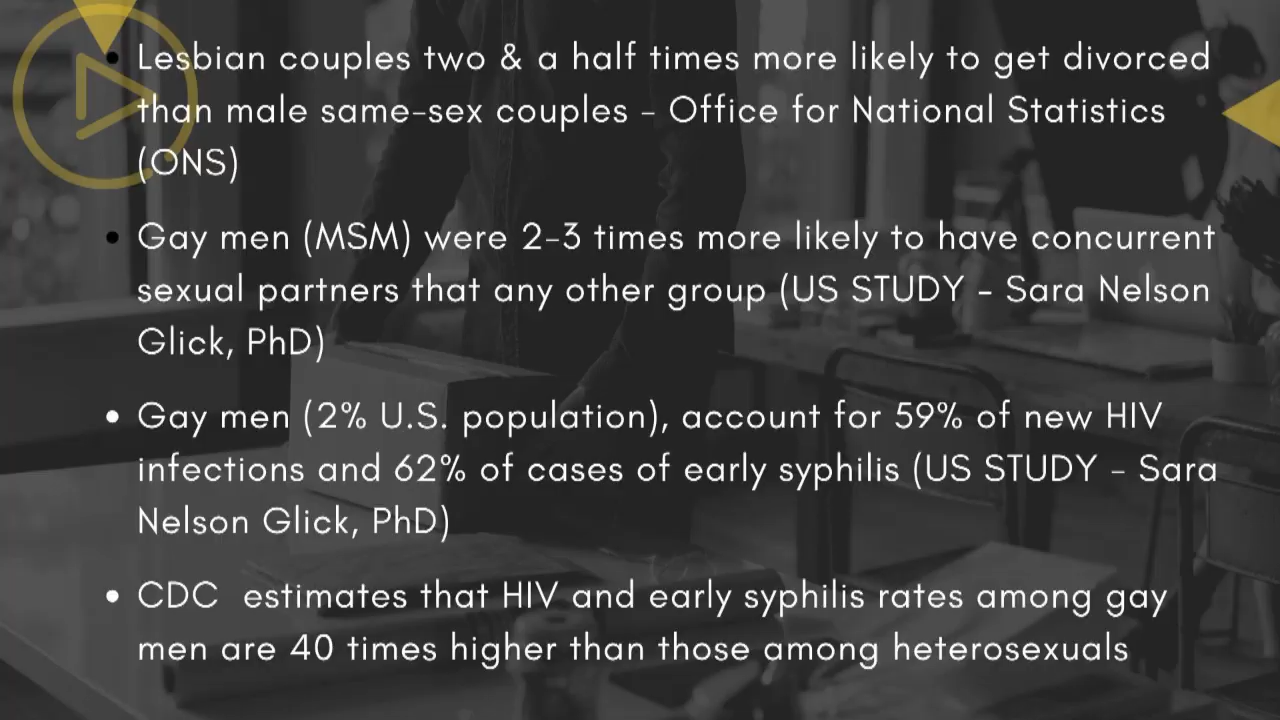 Lesbian couples two & a half times more likely to get divorced
than male same-sex couples – Office for National Statistics
(ONS)
Gay men (MSM) were 2–3 times more likely to have concurrent
sexual partners that any other group (US STUDY – Sara Nelson
Glick, PhD)
Gay men (2% U.S. population), account for 59% of new HIV
infections and 62% of cases of early syphilis (US STUDY – Sara
Nelson Glick, PhD)
CDC  estimates that HIV and early syphilis rates among gay
men are 40 times higher than those among heterosexuals